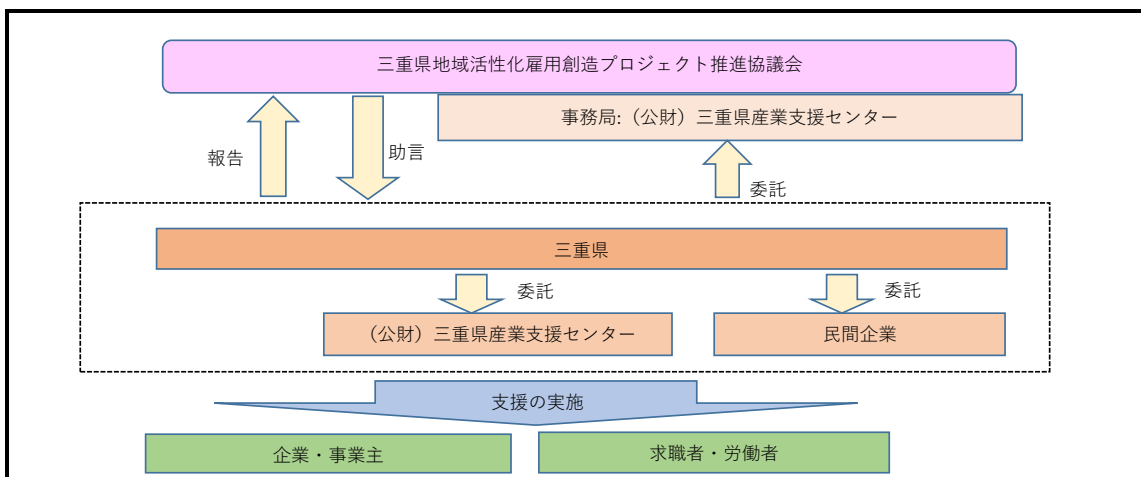 三重県地域活性化雇用創造プロジェクト推進協議会
事務局:（公財）三重県産業支援センター
報告
助言
委託
三重県
委託
委託
（公財）三重県産業支援センター
民間企業
支援の実施
企業・事業主
求職者・労働者